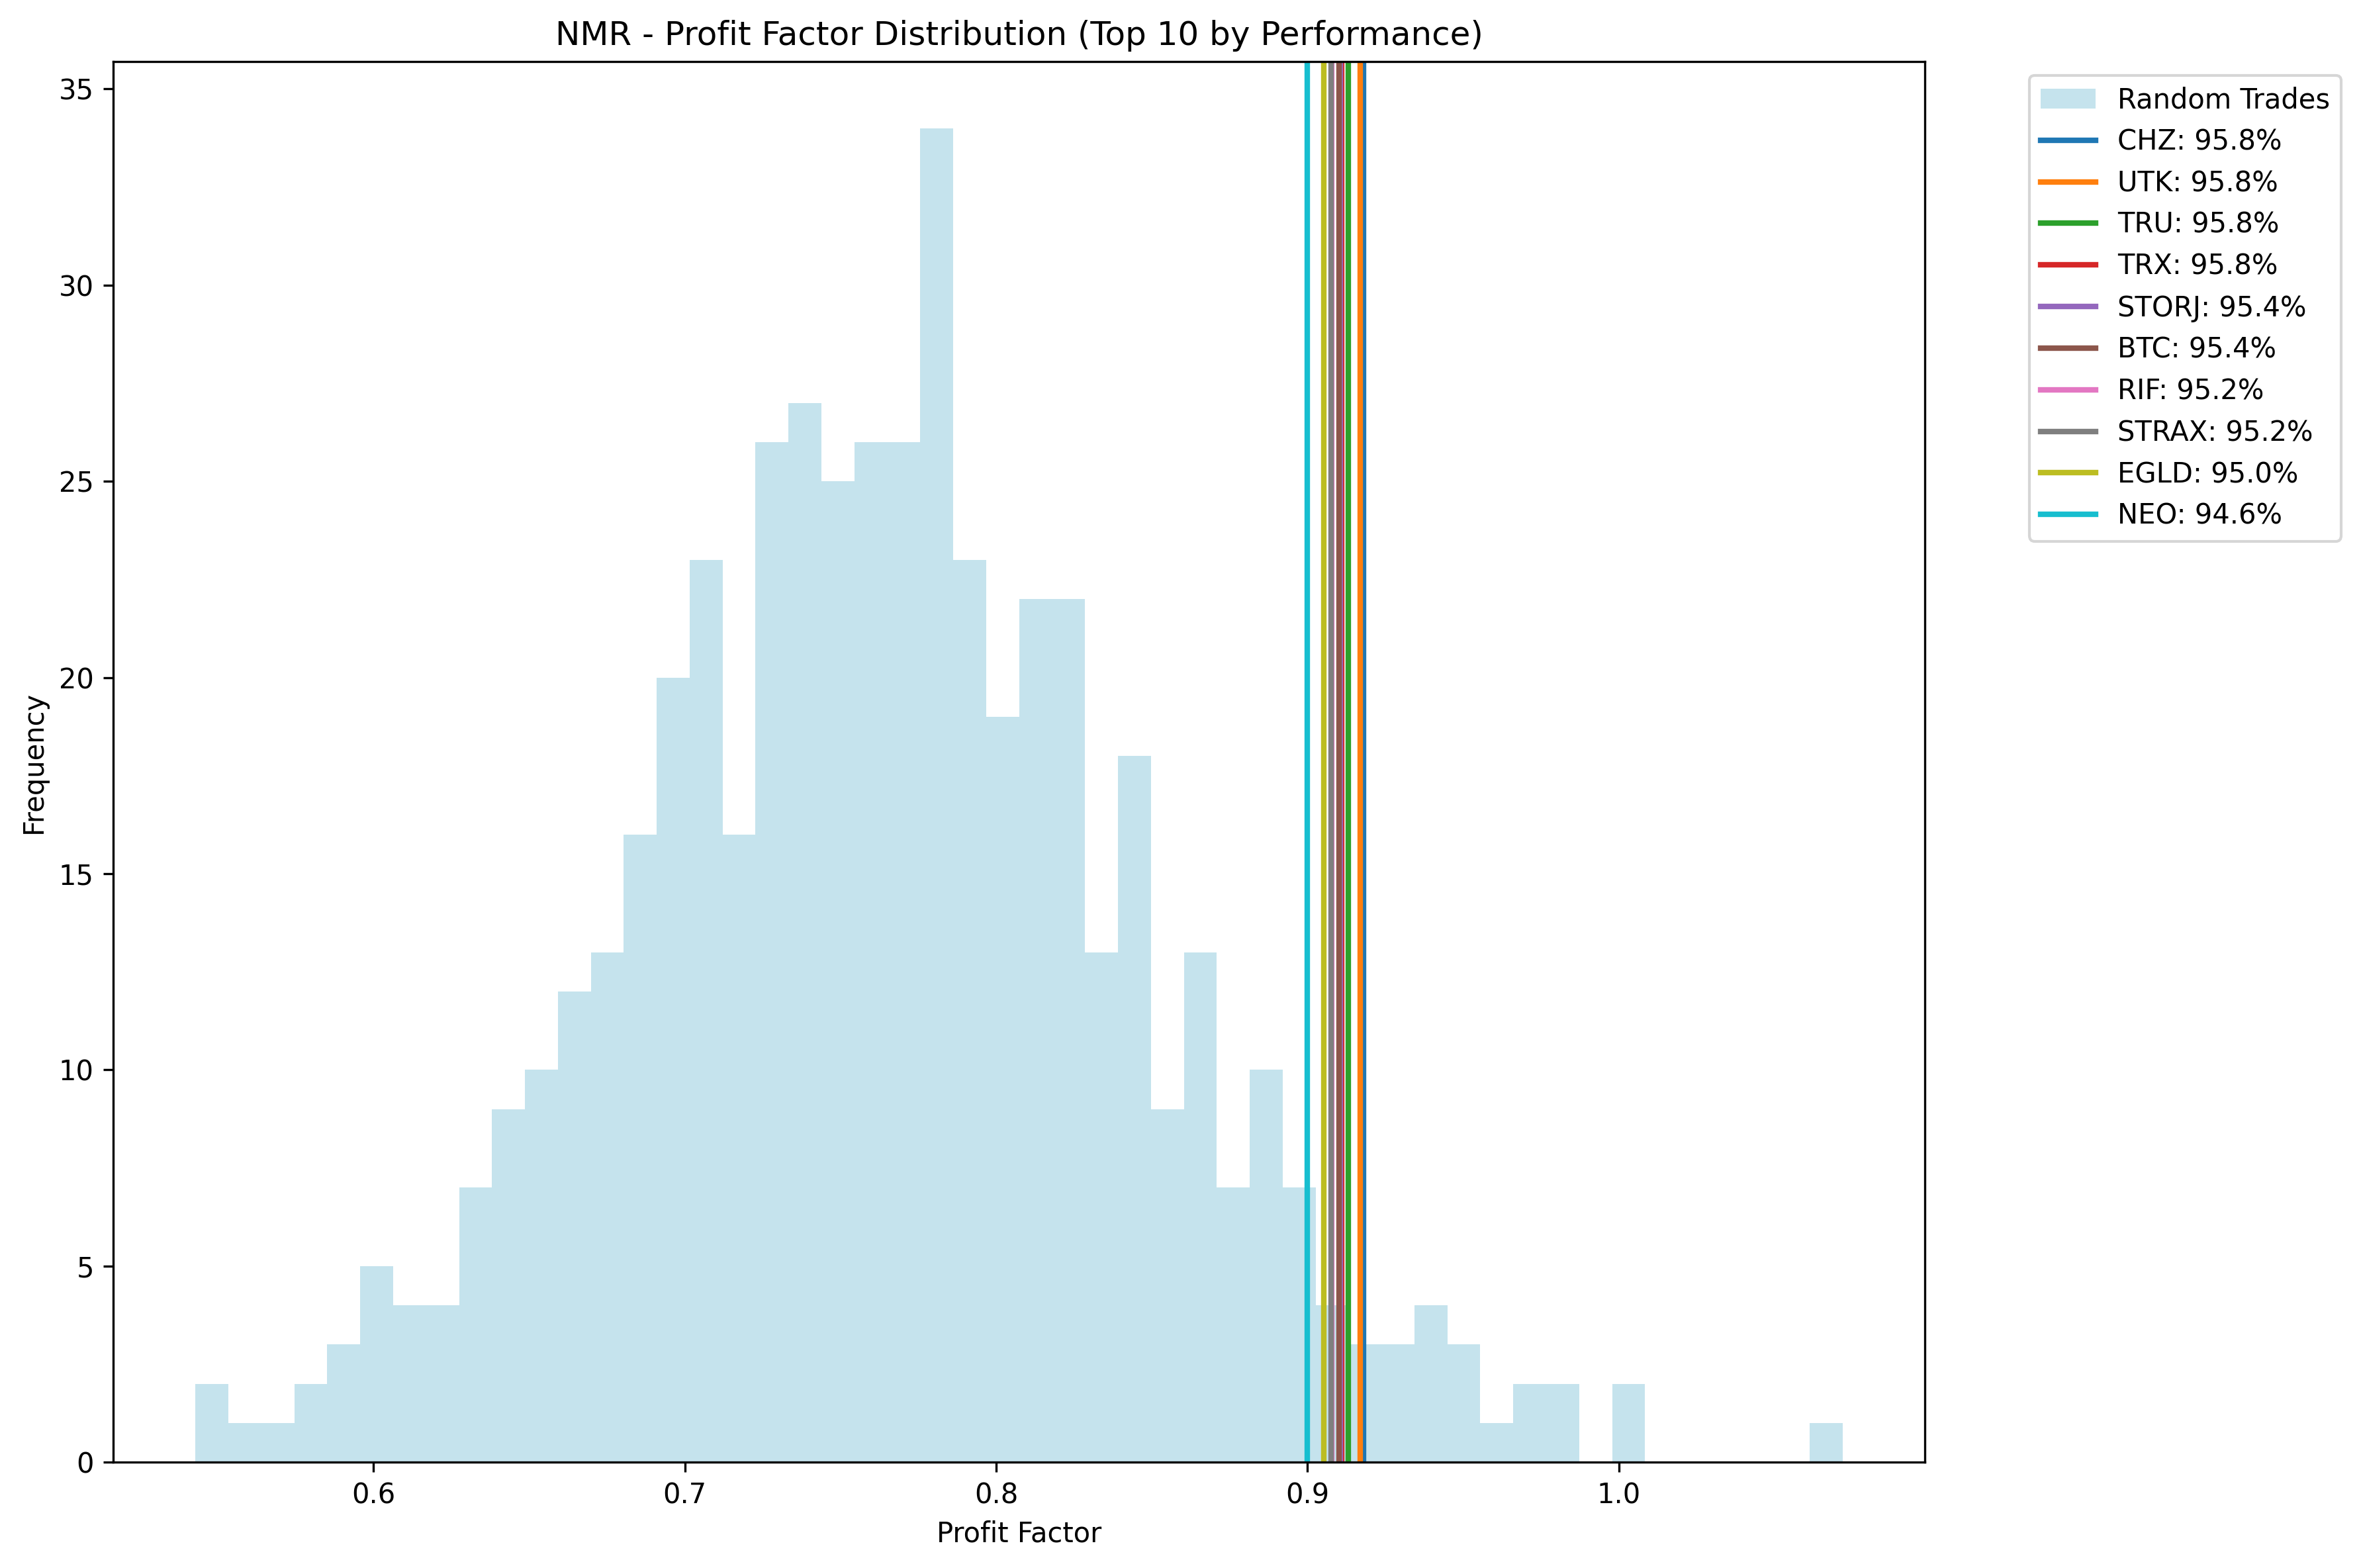 NMR - Profit Factor Distribution (Top 10 by Performance)
35
30
25
20
15
10
5
0
Frequency
0.6
0.7
0.8
0.9
1.0
Profit Factor
Random Trades
CHZ: 95.8%
UTK: 95.8%
TRU: 95.8%
TRX: 95.8%
STORJ: 95.4%
BTC: 95.4%
RIF: 95.2%
STRAX: 95.2%
EGLD: 95.0%
NEO: 94.6%